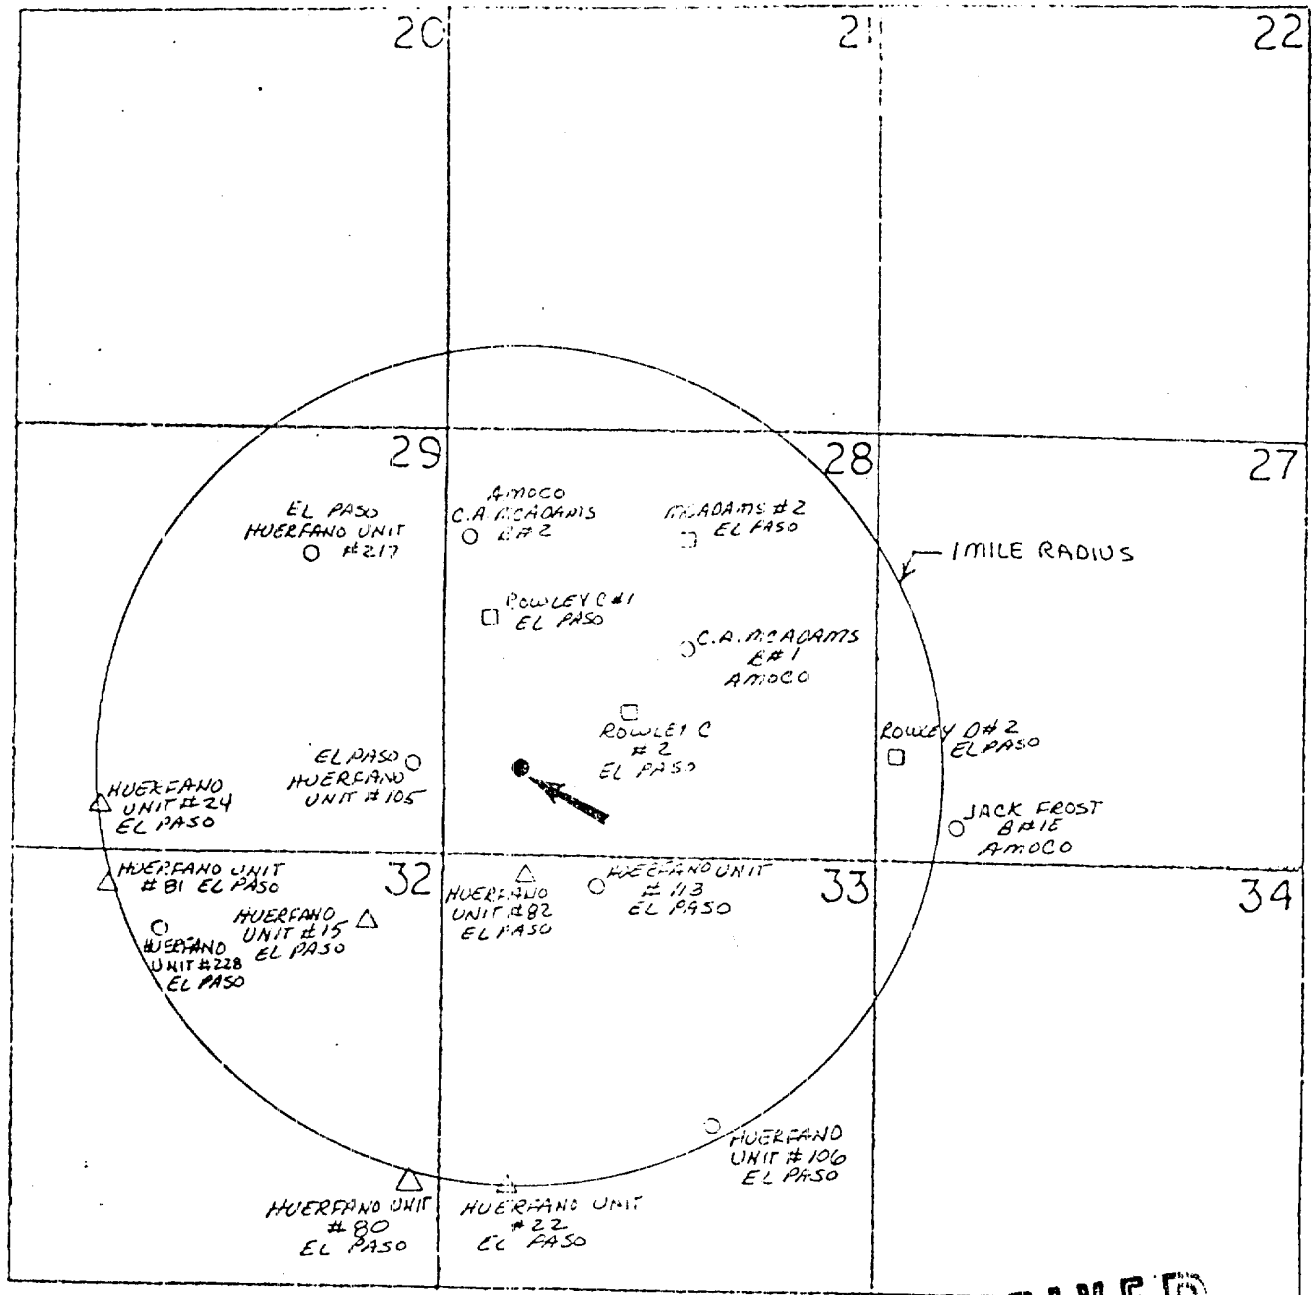 20
21
22
29
28
27
EL PASO
HUERFANO UNIT
#217
AMOCO
C.A. MCADAMS
B#2
MCADAMS #2
EL PASO
1 MILE RADIUS
ROWLEY C #1
EL PASO
C.A. MCADAMS
B#1
AMOCO
ROWLEY C
#2
EL PASO
ROWLEY D#2
EL PASO
EL PASO
HUERFANO
UNIT #105
HUERFANO
UNIT #24
EL PASO
JACK FROST
B#1E
AMOCO
32
33
34
HUERFANO UNIT
#81 EL PASO
HUERFANO
UNIT #15
EL PASO
HUERFANO
UNIT #82
EL PASO
HUERFANO UNIT
#113
EL PASO
HUERFANO
UNIT #228
EL PASO
HUERFANO
UNIT #106
EL PASO
HUERFANO UNIT
#80
EL PASO
HUERFANO UNIT
#22
EL PASO